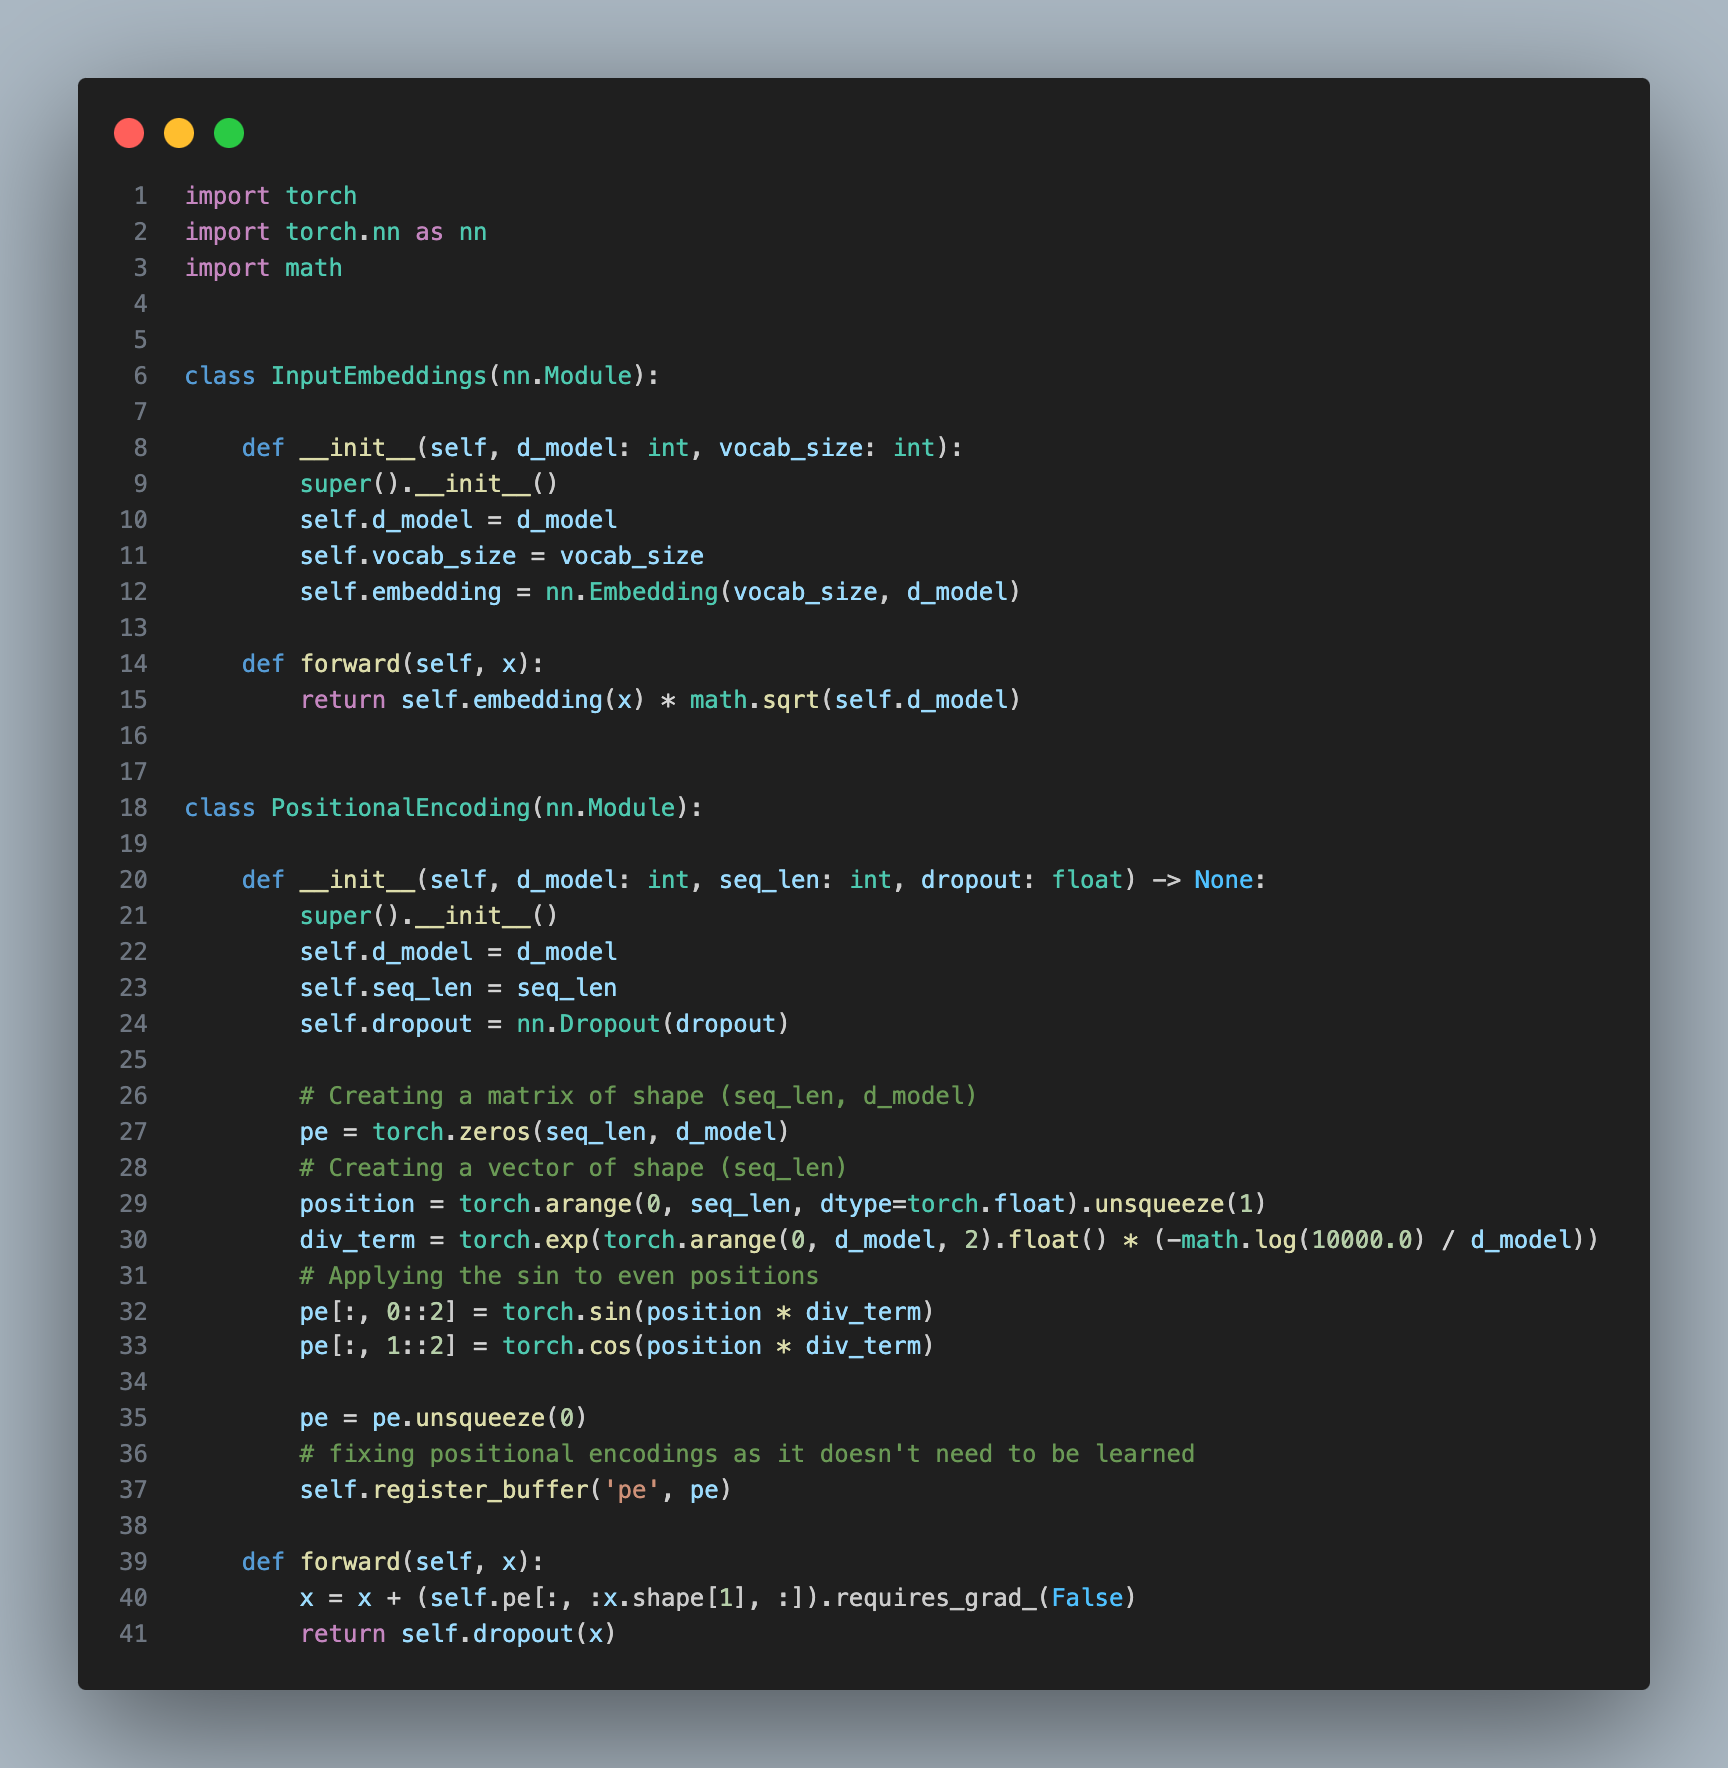 1 import torch
2 import torch.nn as nn
3 import math
4
5
6 class InputEmbeddings(nn.Module):
7
8     def __init__(self, d_model: int, vocab_size: int):
9         super().__init__()
10         self.d_model = d_model
11         self.vocab_size = vocab_size
12         self.embedding = nn.Embedding(vocab_size, d_model)
13
14     def forward(self, x):
15         return self.embedding(x) * math.sqrt(self.d_model)
16
17
18 class PositionalEncoding(nn.Module):
19
20     def __init__(self, d_model: int, seq_len: int, dropout: float) -> None:
21         super().__init__()
22         self.d_model = d_model
23         self.seq_len = seq_len
24         self.dropout = nn.Dropout(dropout)
25
26         # Creating a matrix of shape (seq_len, d_model)
27         pe = torch.zeros(seq_len, d_model)
28         # Creating a vector of shape (seq_len)
29         position = torch.arange(0, seq_len, dtype=torch.float).unsqueeze(1)
30         div_term = torch.exp(torch.arange(0, d_model, 2).float() * (-math.log(10000.0) / d_model))
31         # Applying the sin to even positions
32         pe[:, 0::2] = torch.sin(position * div_term)
33         pe[:, 1::2] = torch.cos(position * div_term)
34
35         pe = pe.unsqueeze(0)
36         # fixing positional encodings as it doesn't need to be learned
37         self.register_buffer('pe', pe)
38
39     def forward(self, x):
40         x = x + (self.pe[:, :x.shape[1], :]).requires_grad_(False)
41         return self.dropout(x)